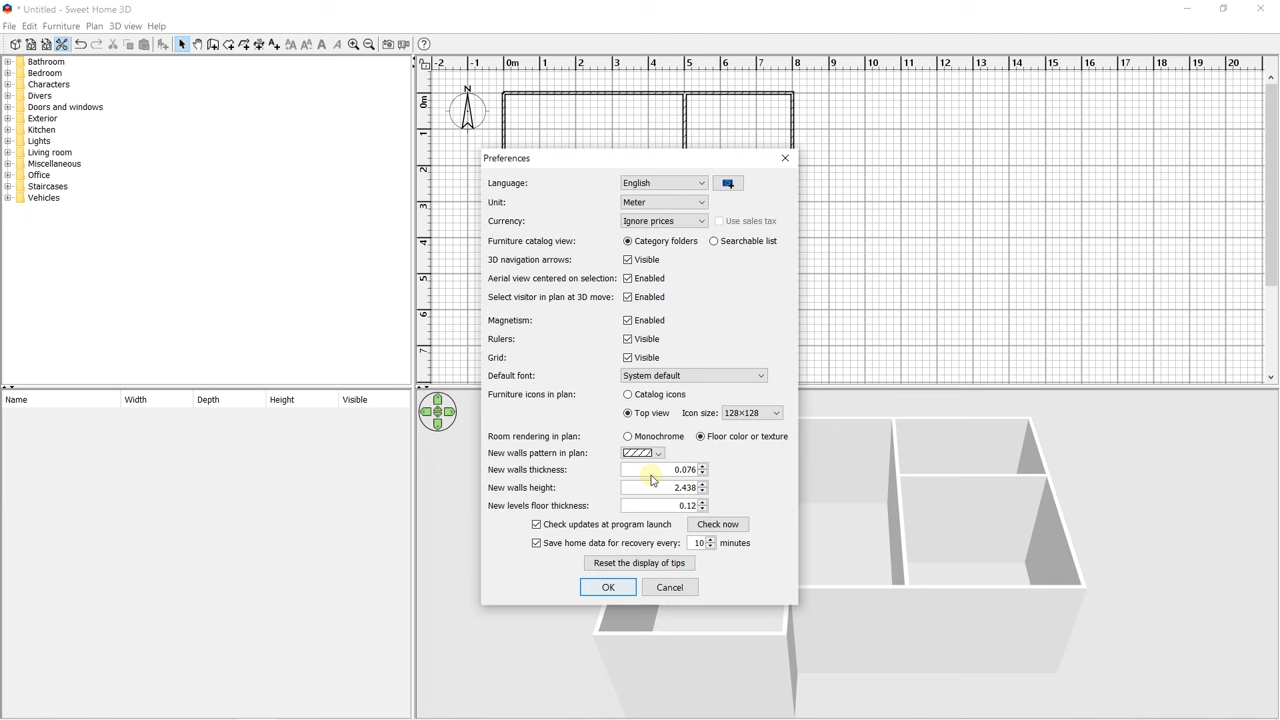 * Untitled - Sweet Home 3D
File Edit Furniture Plan 3D view Help
Bathroom
Bedroom
Characters
Divers
Doors and windows
Exterior
Kitchen
Lights
Living room
Miscellaneous
Office
Staircases
Vehicles
Name Width Depth Height Visible
-2 -1 0m 1 2 3 4 5 6 7 8 9 10 11 12 13 14 15 16 17 18 19 20
0m
1
2
3
4
5
6
7
N
Preferences
Language: English
Unit: Meter
Currency: Ignore prices Use sales tax
Furniture catalog view: Category folders Searchable list
3D navigation arrows: Visible
Aerial view centered on selection: Enabled
Select visitor in plan at 3D move: Enabled
Magnetism: Enabled
Rulers: Visible
Grid: Visible
Default font: System default
Furniture icons in plan: Catalog icons
Top view Icon size: 128×128
Room rendering in plan: Monochrome Floor color or texture
New walls pattern in plan:
New walls thickness: 0.076
New walls height: 2.438
New levels floor thickness: 0.12
Check updates at program launch Check now
Save home data for recovery every: 10 minutes
Reset the display of tips
OK Cancel